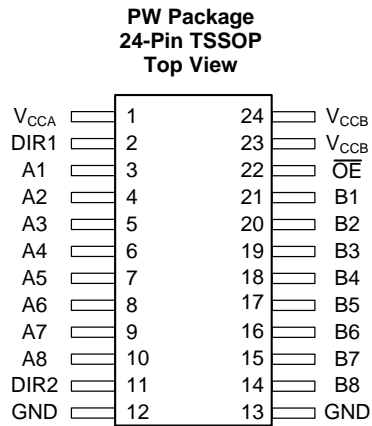 PW Package
24-Pin TSSOP
Top View
VCCA 1 24 VCCB
DIR1 2 23 VCCB
A1 3 22 OE
A2 4 21 B1
A3 5 20 B2
A4 6 19 B3
A5 7 18 B4
A6 8 17 B5
A7 9 16 B6
A8 10 15 B7
DIR2 11 14 B8
GND 12 13 GND